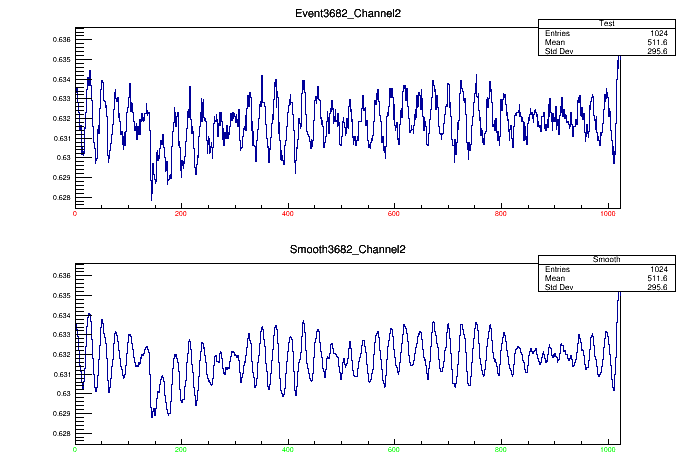 Event3682_Channel2
Test
Entries 1024
Mean 511.6
Std Dev 295.6
0.636
0.635
0.634
0.633
0.632
0.631
0.63
0.629
0.628
0 200 400 600 800 1000
Smooth3682_Channel2
Smooth
Entries 1024
Mean 511.6
Std Dev 295.6
0.636
0.635
0.634
0.633
0.632
0.631
0.63
0.629
0.628
0 200 400 600 800 1000